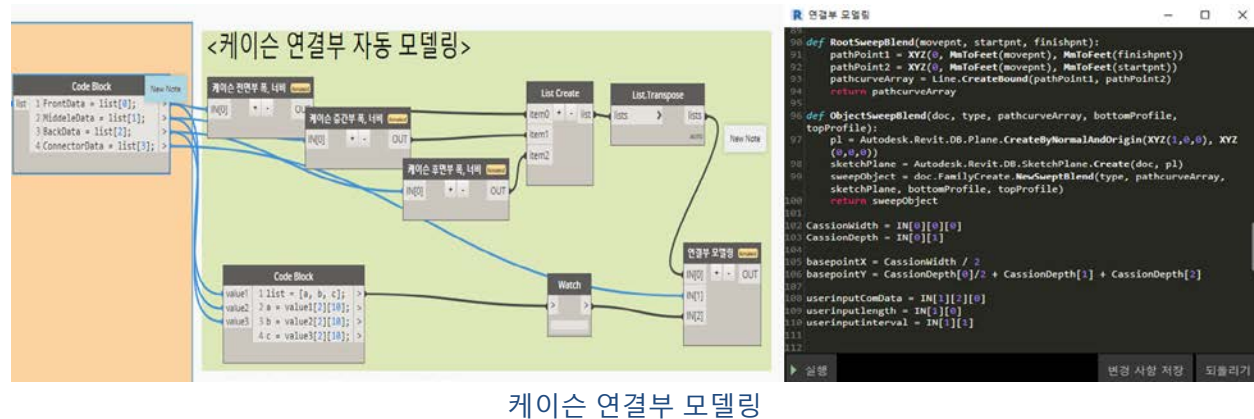 <케이슨 연결부 자동 모델링>
Code Block
New Note
list
1 FrontData = list[0]; >
2 MiddeleData = list[1]; >
3 BackData = list[2]; >
4 ConnectorData = list[3]; >
케이슨 전면부 폭, 너비
IN[0] + - OUT
케이슨 중간부 폭, 너비
IN[0] + - OUT
케이슨 후면부 폭, 너비
IN[0] + - OUT
List Create
item0 + - list
item1
item2
List.Transpose
lists > lists
AUTO
New Note
Code Block
value1 1 list = [a, b, c]; >
value2 2 a = value1[2][10]; >
value3 3 b = value2[2][10]; >
4 c = value3[2][10]; >
Watch
> >
연결부 모델링
IN[0] + - OUT
IN[1]
IN[2]
R 연결부 모델링
89
90 def RootSweepBlend(movepnt, startpnt, finishpnt):
91 pathPoint1 = XYZ(0, MmToFeet(movepnt), MmToFeet(finishpnt))
92 pathPoint2 = XYZ(0, MmToFeet(movepnt), MmToFeet(startpnt))
93 pathcurveArray = Line.CreateBound(pathPoint1, pathPoint2)
94 return pathcurveArray
95
96 def ObjectSweepBlend(doc, type, pathcurveArray, bottomProfile,
topProfile):
97 pl = Autodesk.Revit.DB.Plane.CreateByNormalAndOrigin(XYZ(1,0,0), XYZ
(0,0,0))
98 sketchPlane = Autodesk.Revit.DB.SketchPlane.Create(doc, pl)
99 sweepObject = doc.FamilyCreate.NewSweptBlend(type, pathcurveArray,
sketchPlane, bottomProfile, topProfile)
100 return sweepObject
101
102 CassionWidth = IN[0][0][0]
103 CassionDepth = IN[0][1]
104
105 basepointX = CassionWidth / 2
106 basepointY = CassionDepth[0]/2 + CassionDepth[1] + CassionDepth[2]
107
108 userinputComData = IN[1][2][0]
109 userinputlength = IN[1][0]
110 userinputinterval = IN[1][1]
111
112
실행
변경 사항 저장
되돌리기
케이슨 연결부 모델링